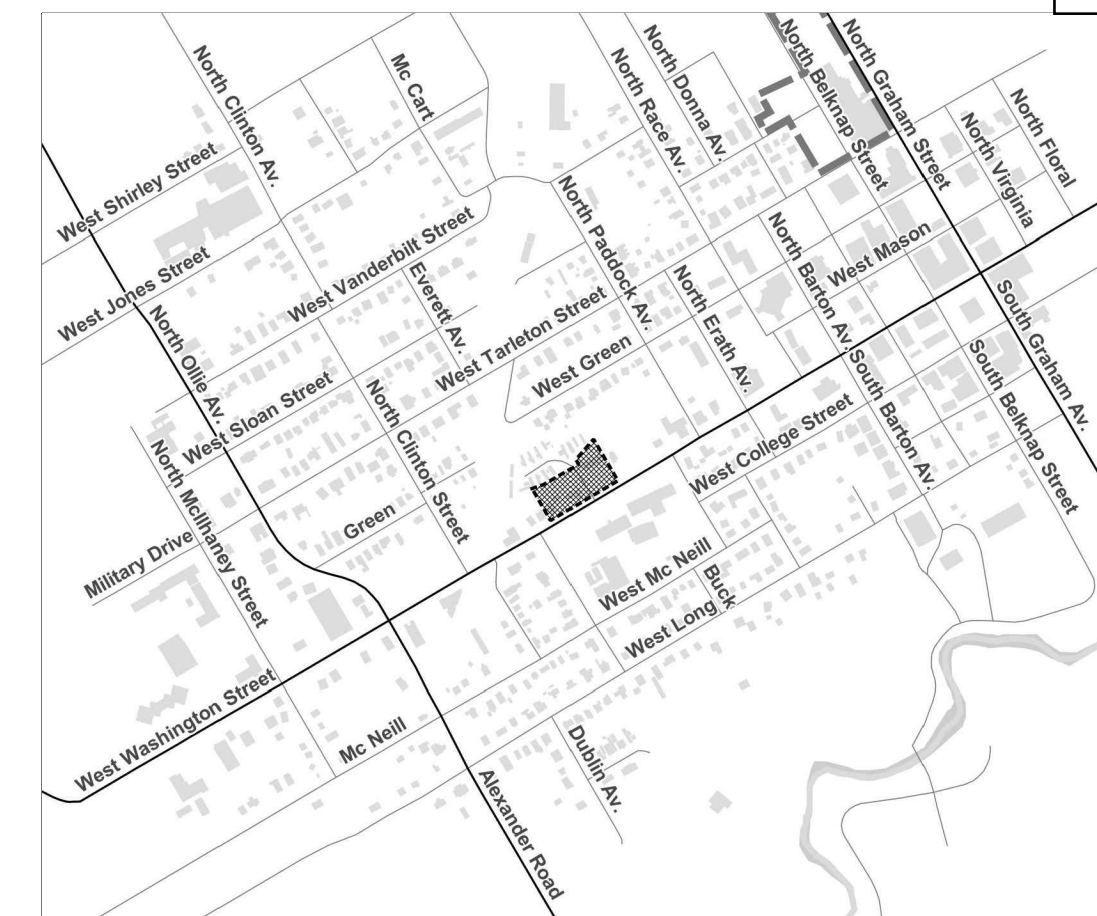 North Clinton Av.
Mc Cart
North Race Av.
North Donna Av.
North Belknap Street
North Graham Street
North Virginia
North Floral
West Shirley Street
West Jones Street
West Vanderbilt Street
Everett Av.
North Paddock Av.
North Barton Av.
West Mason
North Ollie Av.
West Sloan Street
West Tarleton Street
West Green
North Erath Av.
South Graham Av.
South Belknap Street
South Barton Av.
West College Street
North Clinton Street
North McIlhaney Street
Military Drive
Green
West Mc Neill
Buck
West Long
West Washington Street
Mc Neill
Dublin Av.
Alexander Road